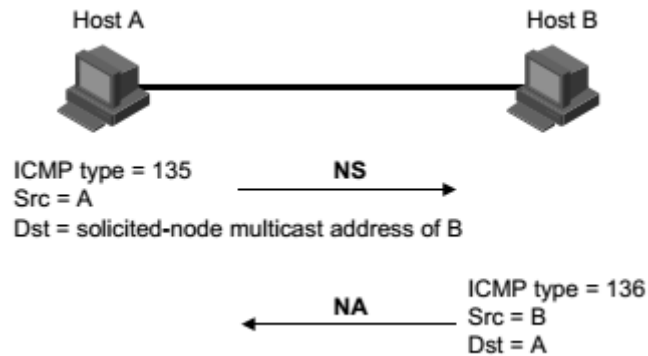 Host A
Host B
ICMP type = 135
Src = A
Dst = solicited-node multicast address of B
NS
NA
ICMP type = 136
Src = B
Dst = A